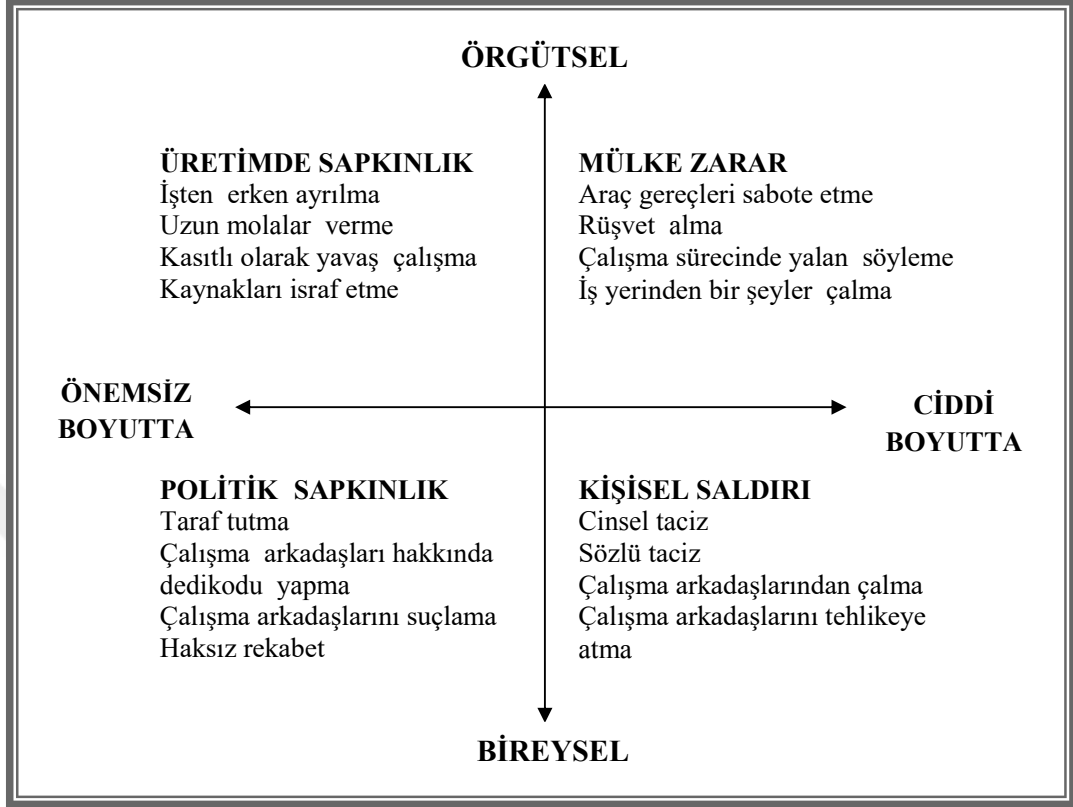 ÖRGÜTSEL
ÜRETİMDE SAPKINLIK
İşten erken ayrılma
Uzun molalar verme
Kasıtlı olarak yavaş çalışma
Kaynakları israf etme
MÜLKE ZARAR
Araç gereçleri sabote etme
Rüşvet alma
Çalışma sürecinde yalan söyleme
İş yerinden bir şeyler çalma
ÖNEMSİZ
BOYUTTA
CİDDİ
BOYUTTA
POLİTİK SAPKINLIK
Taraf tutma
Çalışma arkadaşları hakkında
dedikodu yapma
Çalışma arkadaşlarını suçlama
Haksız rekabet
KİŞİSEL SALDIRI
Cinsel taciz
Sözlü taciz
Çalışma arkadaşlarından çalma
Çalışma arkadaşlarını tehlikeye
atma
BİREYSEL